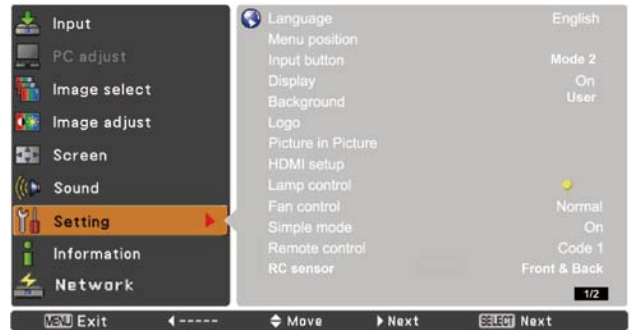 Input
PC adjust
Image select
Image adjust
Screen
Sound
Setting
Information
Network
Language English
Menu position
Input button Mode 2
Display On
Background User
Logo
Picture in Picture
HDMI setup
Lamp control
Fan control Normal
Simple mode On
Remote control Code 1
RC sensor Front & Back
1/2
MENU Exit ◀ ----- Move ▶ Next SELECT Next